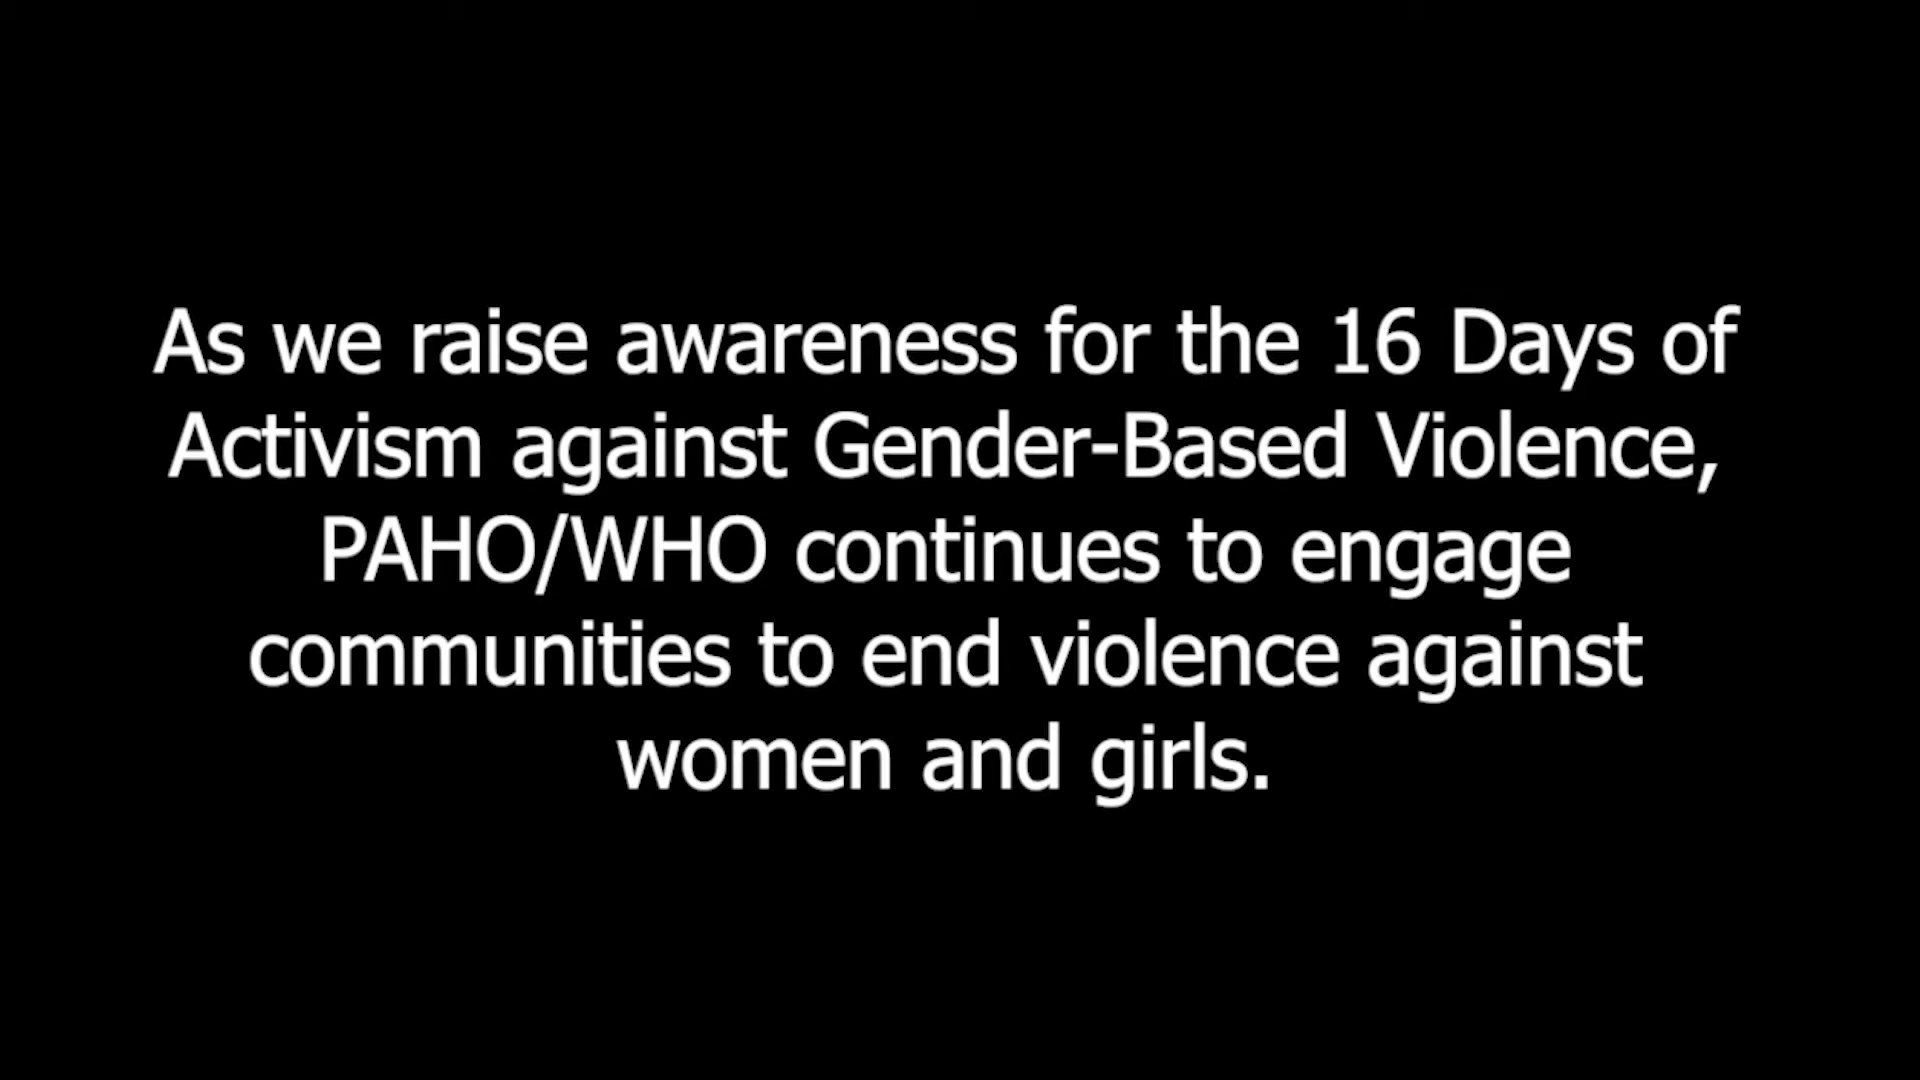 As we raise awareness for the 16 Days of
Activism against Gender-Based Violence,
PAHO/WHO continues to engage
communities to end violence against
women and girls.